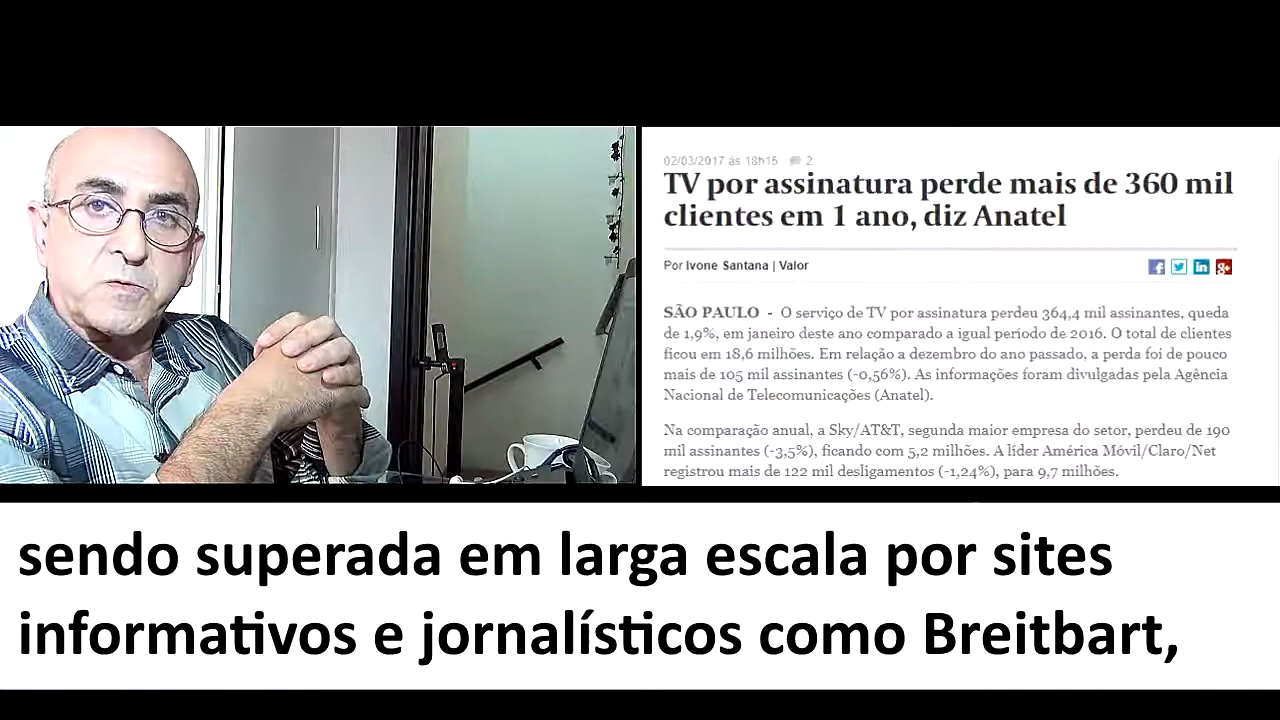 02/03/2017 às 18h15 2
TV por assinatura perde mais de 360 mil
clientes em 1 ano, diz Anatel
Por Ivone Santana | Valor
SÃO PAULO - O serviço de TV por assinatura perdeu 364,4 mil assinantes, queda
de 1,9%, em janeiro deste ano comparado a igual período de 2016. O total de clientes
ficou em 18,6 milhões. Em relação a dezembro do ano passado, a perda foi de pouco
mais de 105 mil assinantes (-0,56%). As informações foram divulgadas pela Agência
Nacional de Telecomunicações (Anatel).
Na comparação anual, a Sky/AT&T, segunda maior empresa do setor, perdeu de 190
mil assinantes (-3,5%), ficando com 5,2 milhões. A líder América Móvil/Claro/Net
registrou mais de 122 mil desligamentos (-1,24%), para 9,7 milhões.
sendo superada em larga escala por sites
informativos e jornalísticos como Breitbart,